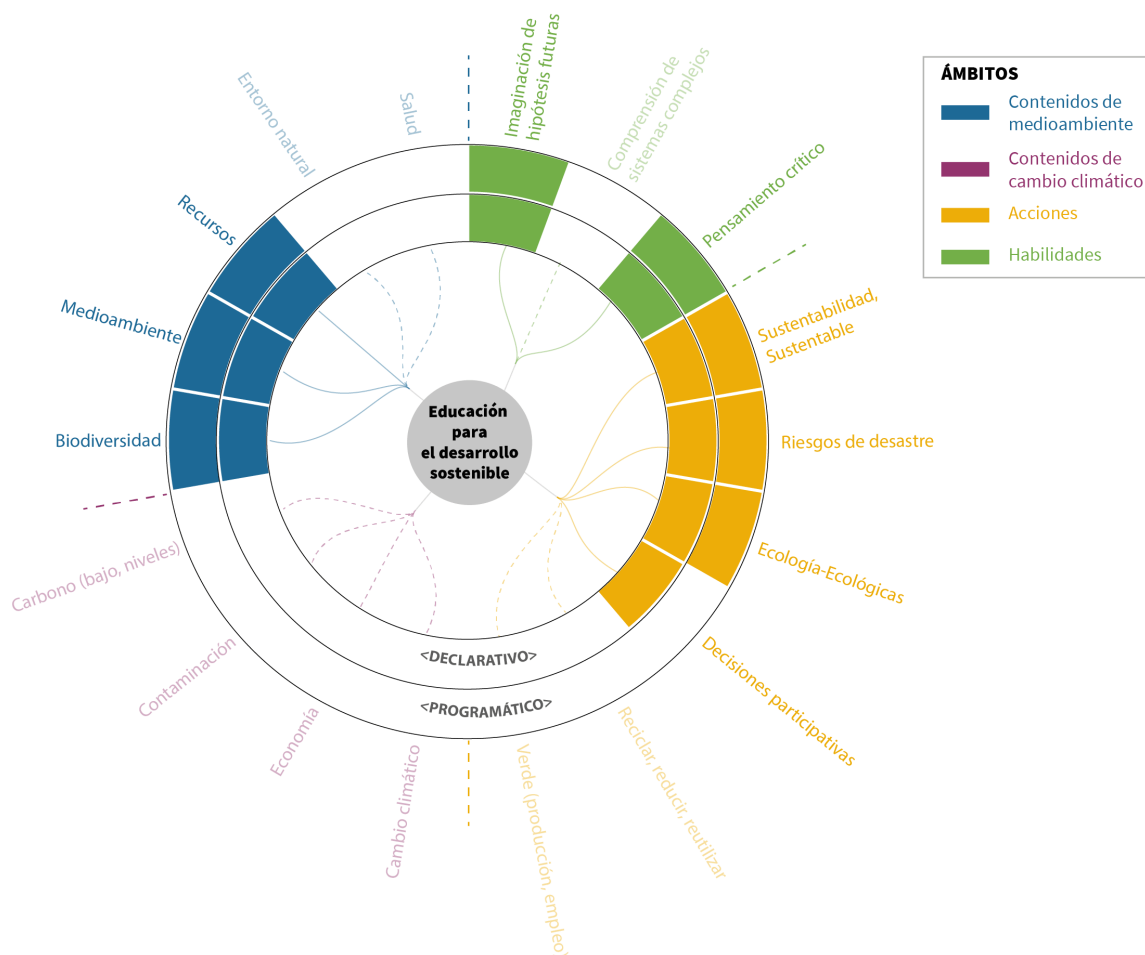 Imaginación de
hipótesis futuras
Comprensión de
sistemas complejos
Pensamiento crítico
Sustentabilidad,
Sustentable
Riesgos de desastre
Ecología-Ecológicas
Decisiones participativas
Reciclar, reducir, reutilizar
Verde (producción, empleo)
Cambio climático
Economía
Contaminación
Carbono (bajo, niveles)
Biodiversidad
Medioambiente
Recursos
Entorno natural
Salud
Educación
para
el desarrollo
sostenible
<DECLARATIVO>
<PROGRAMÁTICO>
ÁMBITOS
Contenidos de
medioambiente
Contenidos de
cambio climático
Acciones
Habilidades